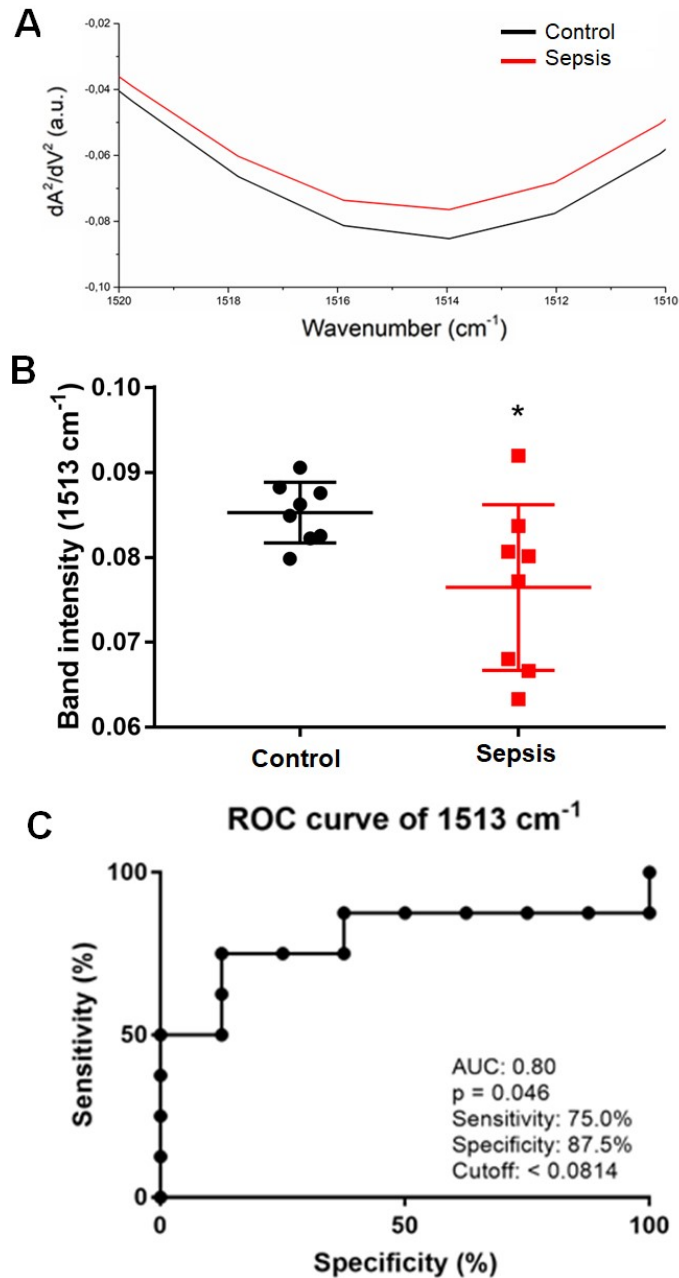 A
Control
Sepsis
-0,02
-0,04
-0,06
-0,08
-0,10
dA²/dV² (a.u.)
1520 1518 1516 1514 1512 1510
Wavenumber (cm⁻¹)
B
Band intensity (1513 cm⁻¹)
0.10
0.09
0.08
0.07
0.06
*
Control Sepsis
C
ROC curve of 1513 cm⁻¹
Sensitivity (%)
100
50
0
AUC: 0.80
p = 0.046
Sensitivity: 75.0%
Specificity: 87.5%
Cutoff: < 0.0814
0 50 100
Specificity (%)